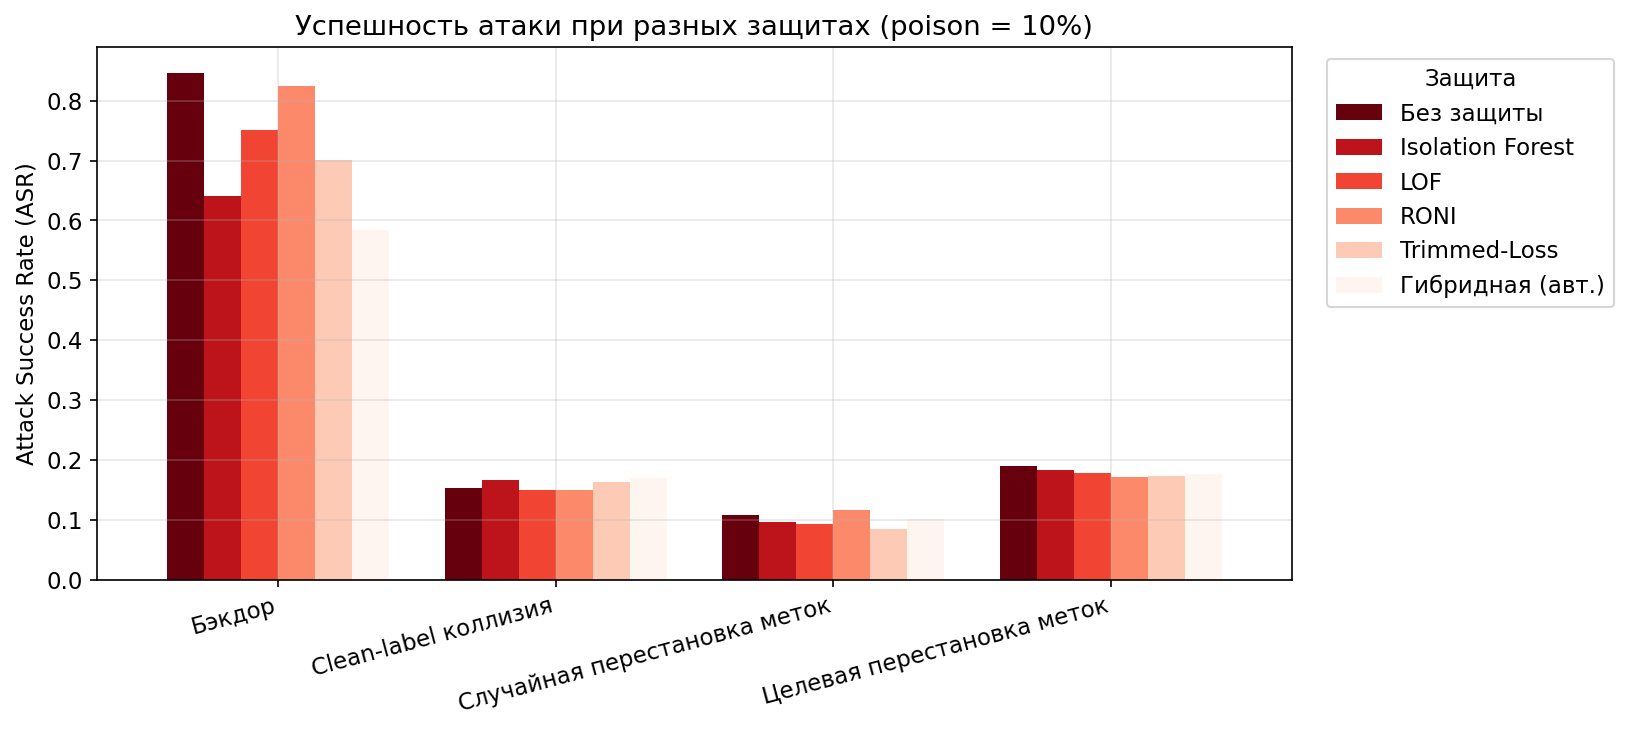 Успешность атаки при разных защитах (poison = 10%)
Attack Success Rate (ASR)
0.8
0.7
0.6
0.5
0.4
0.3
0.2
0.1
0.0
Бэкдор
Clean-label коллизия
Случайная перестановка меток
Целевая перестановка меток
Защита
Без защиты
Isolation Forest
LOF
RONI
Trimmed-Loss
Гибридная (авт.)